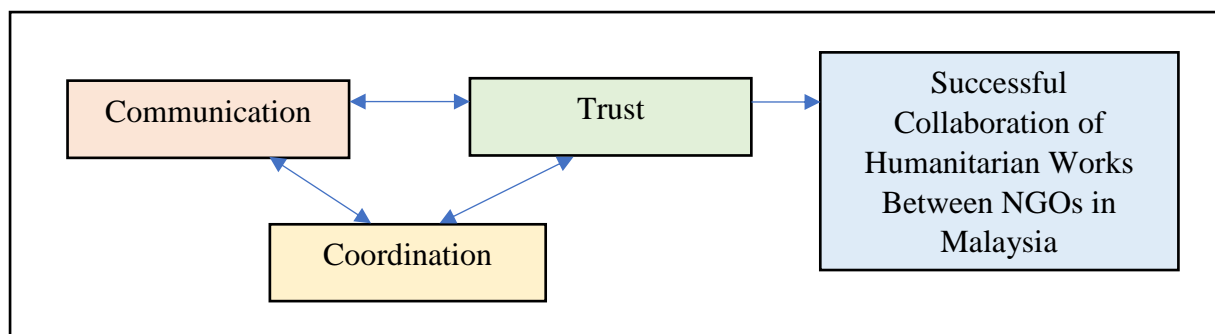 Communication
Trust
Coordination
Successful
Collaboration of
Humanitarian Works
Between NGOs in
Malaysia